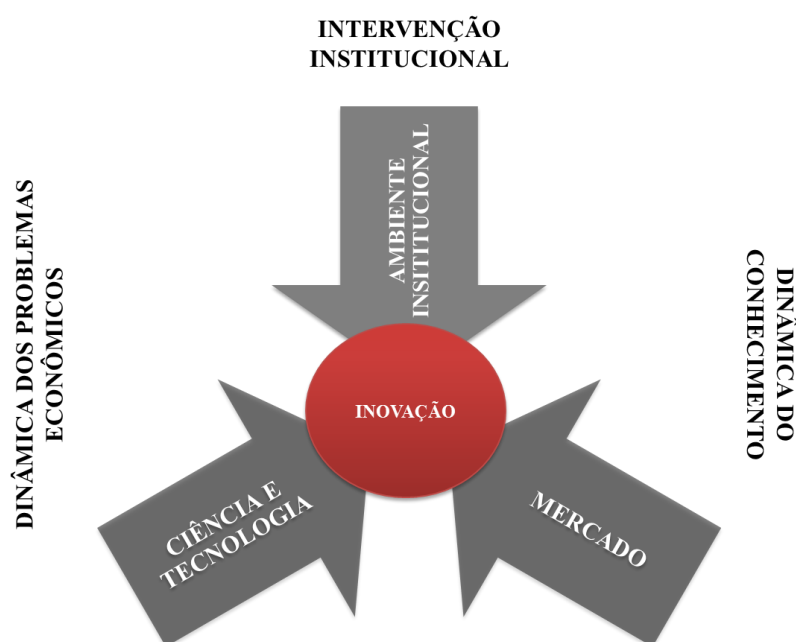 INTERVENÇÃO
INSTITUCIONAL
AMBIENTE
INSITITUCIONAL
DINÂMICA DOS PROBLEMAS
ECONÔMICOS
DINÂMICA DO
CONHECIMENTO
INOVAÇÃO
CIÊNCIA E
TECNOLOGIA
MERCADO